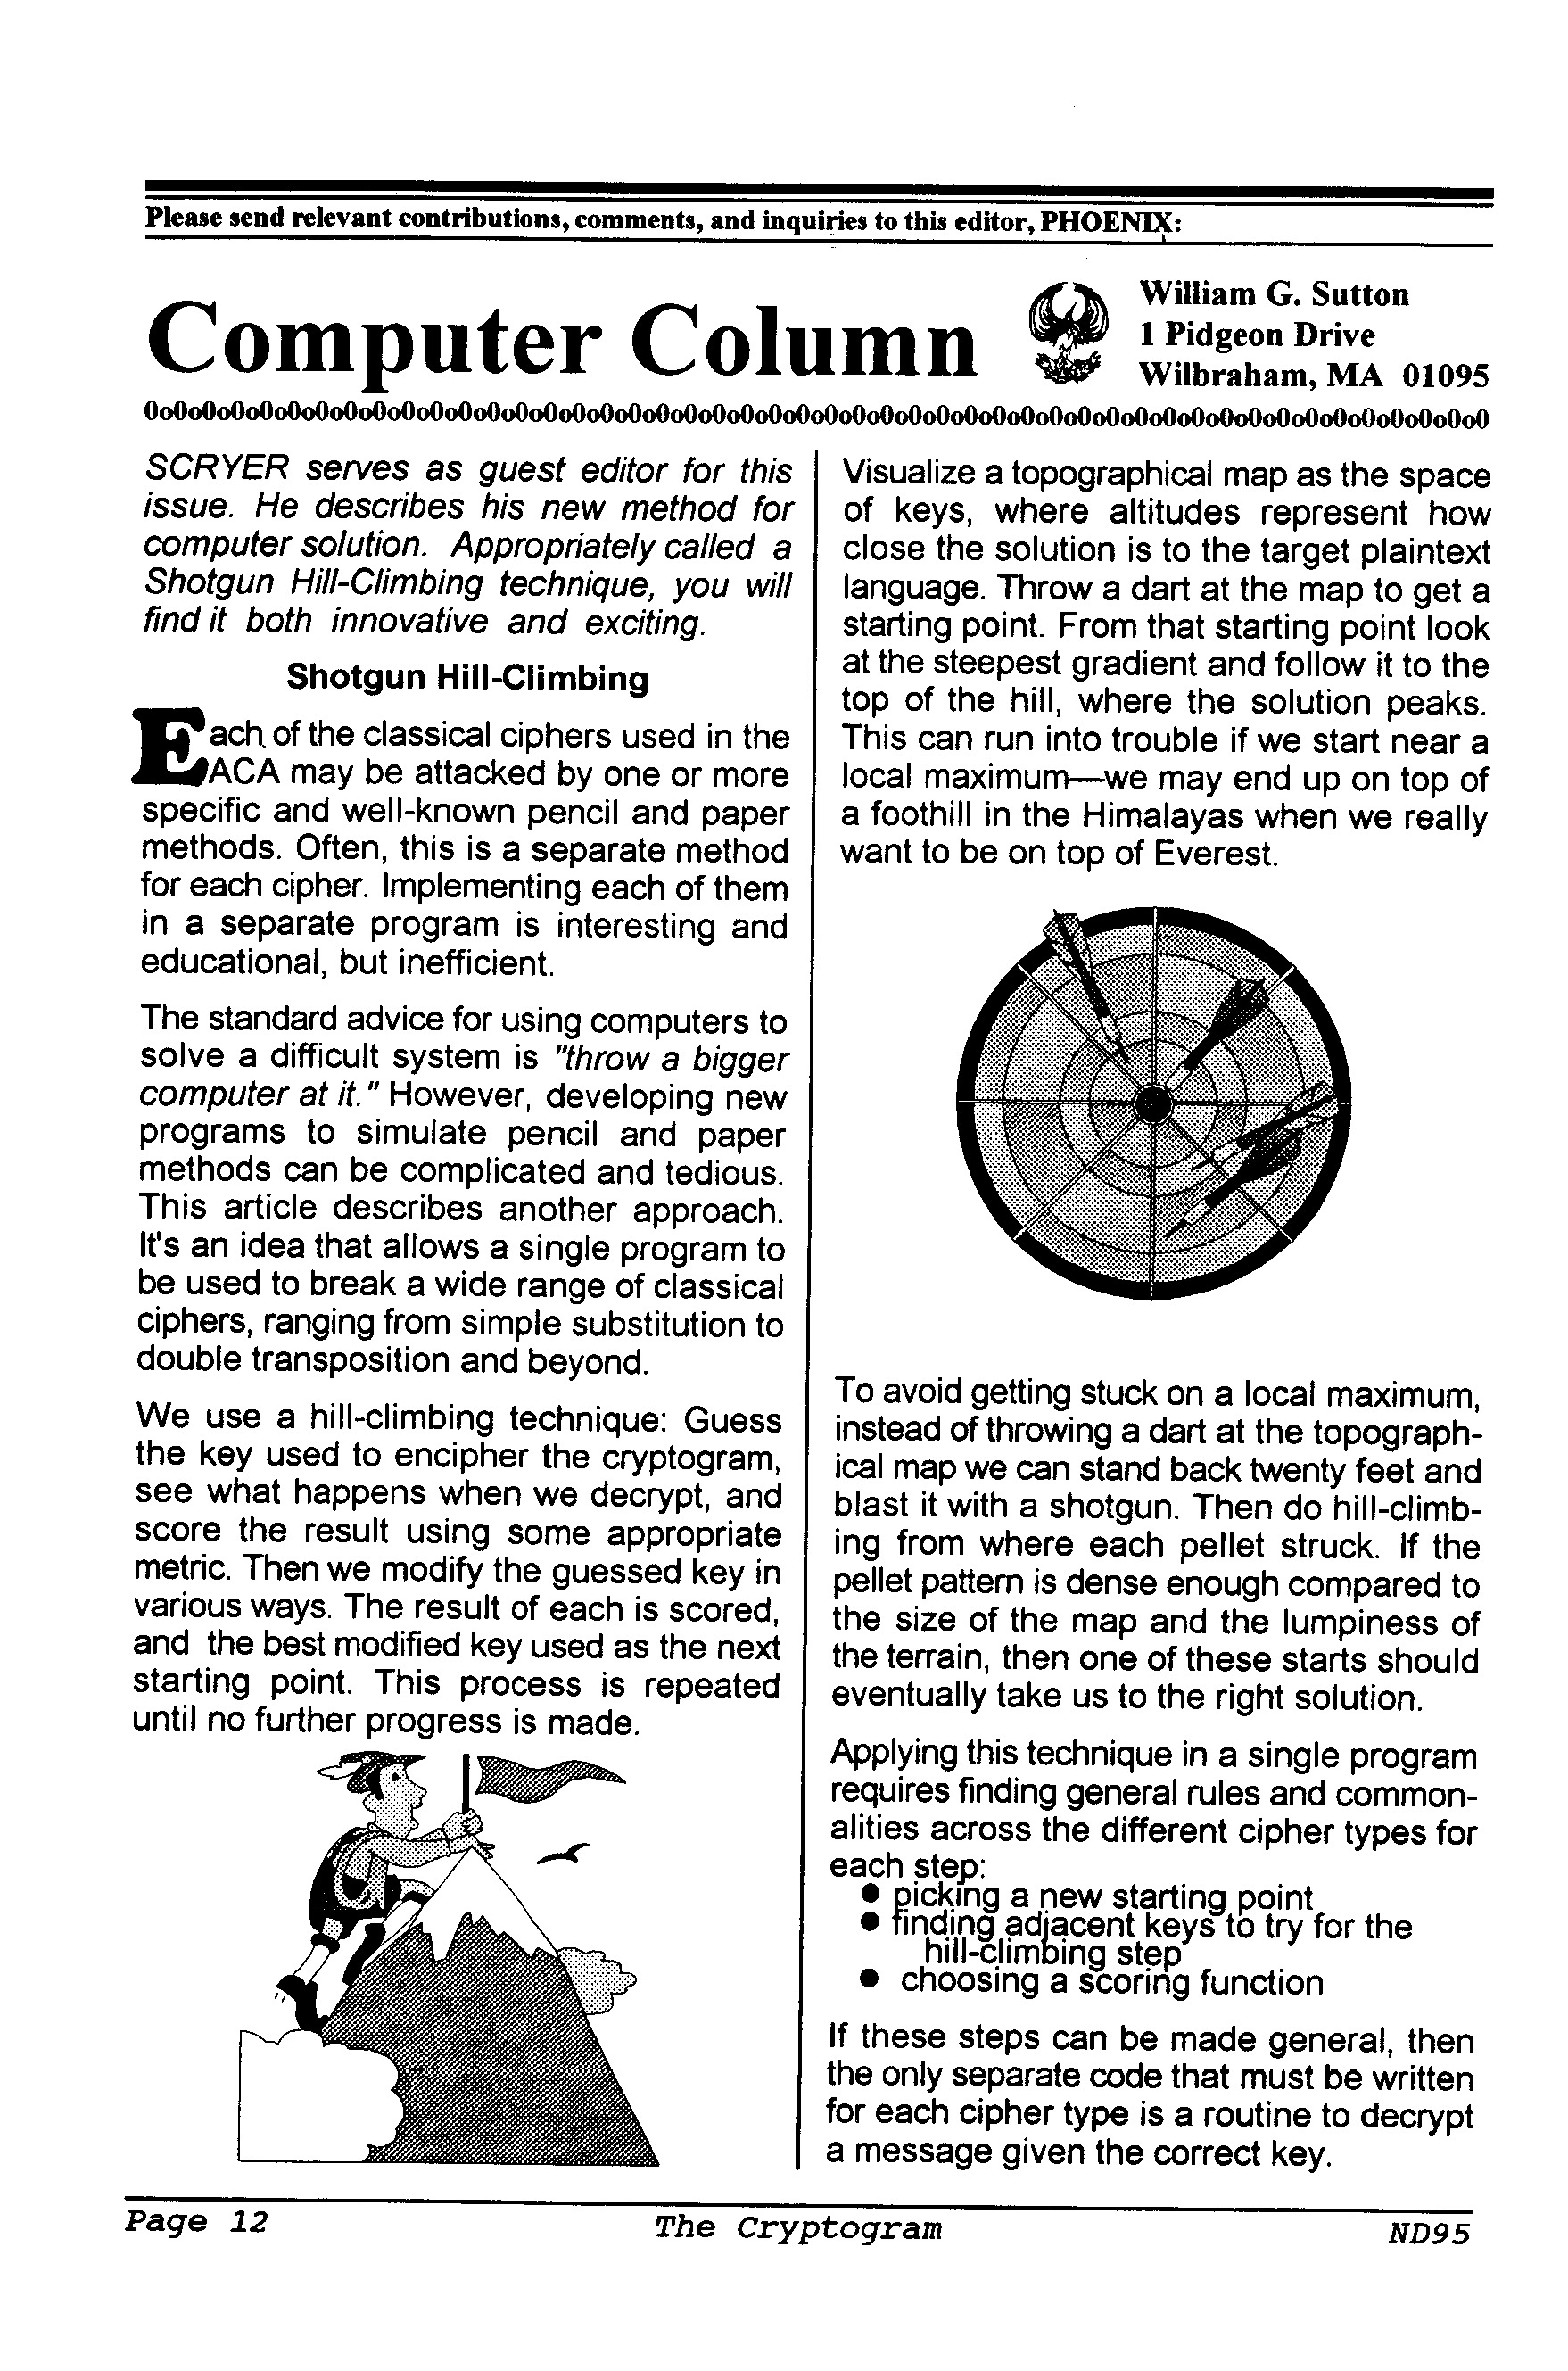 Please send relevant contributions, comments, and inquiries to this editor, PHOENIX:
Computer Column
William G. Sutton
1 Pidgeon Drive
Wilbraham, MA 01095
SCRYER serves as guest editor for this
issue. He describes his new method for
computer solution. Appropriately called a
Shotgun Hill-Climbing technique, you will
find it both innovative and exciting.
Shotgun Hill-Climbing
Each of the classical ciphers used in the
ACA may be attacked by one or more
specific and well-known pencil and paper
methods. Often, this is a separate method
for each cipher. Implementing each of them
in a separate program is interesting and
educational, but inefficient.
The standard advice for using computers to
solve a difficult system is "throw a bigger
computer at it." However, developing new
programs to simulate pencil and paper
methods can be complicated and tedious.
This article describes another approach.
It's an idea that allows a single program to
be used to break a wide range of classical
ciphers, ranging from simple substitution to
double transposition and beyond.
We use a hill-climbing technique: Guess
the key used to encipher the cryptogram,
see what happens when we decrypt, and
score the result using some appropriate
metric. Then we modify the guessed key in
various ways. The result of each is scored,
and the best modified key used as the next
starting point. This process is repeated
until no further progress is made.
Visualize a topographical map as the space
of keys, where altitudes represent how
close the solution is to the target plaintext
language. Throw a dart at the map to get a
starting point. From that starting point look
at the steepest gradient and follow it to the
top of the hill, where the solution peaks.
This can run into trouble if we start near a
local maximum—we may end up on top of
a foothill in the Himalayas when we really
want to be on top of Everest.
To avoid getting stuck on a local maximum,
instead of throwing a dart at the topograph-
ical map we can stand back twenty feet and
blast it with a shotgun. Then do hill-climb-
ing from where each pellet struck. If the
pellet pattern is dense enough compared to
the size of the map and the lumpiness of
the terrain, then one of these starts should
eventually take us to the right solution.
Applying this technique in a single program
requires finding general rules and common-
alities across the different cipher types for
each step:
● picking a new starting point
● finding adjacent keys to try for the
hill-climbing step
● choosing a scoring function
If these steps can be made general, then
the only separate code that must be written
for each cipher type is a routine to decrypt
a message given the correct key.
Page 12
The Cryptogram
ND95